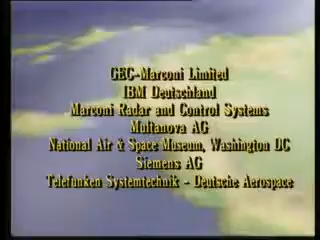 GEC-Marconi Limited
IBM Deutschland
Marconi Radar and Control Systems
Multanova AG
National Air & Space Museum, Washington DC
Siemens AG
Telefunken Systemtechnik - Deutsche Aerospace